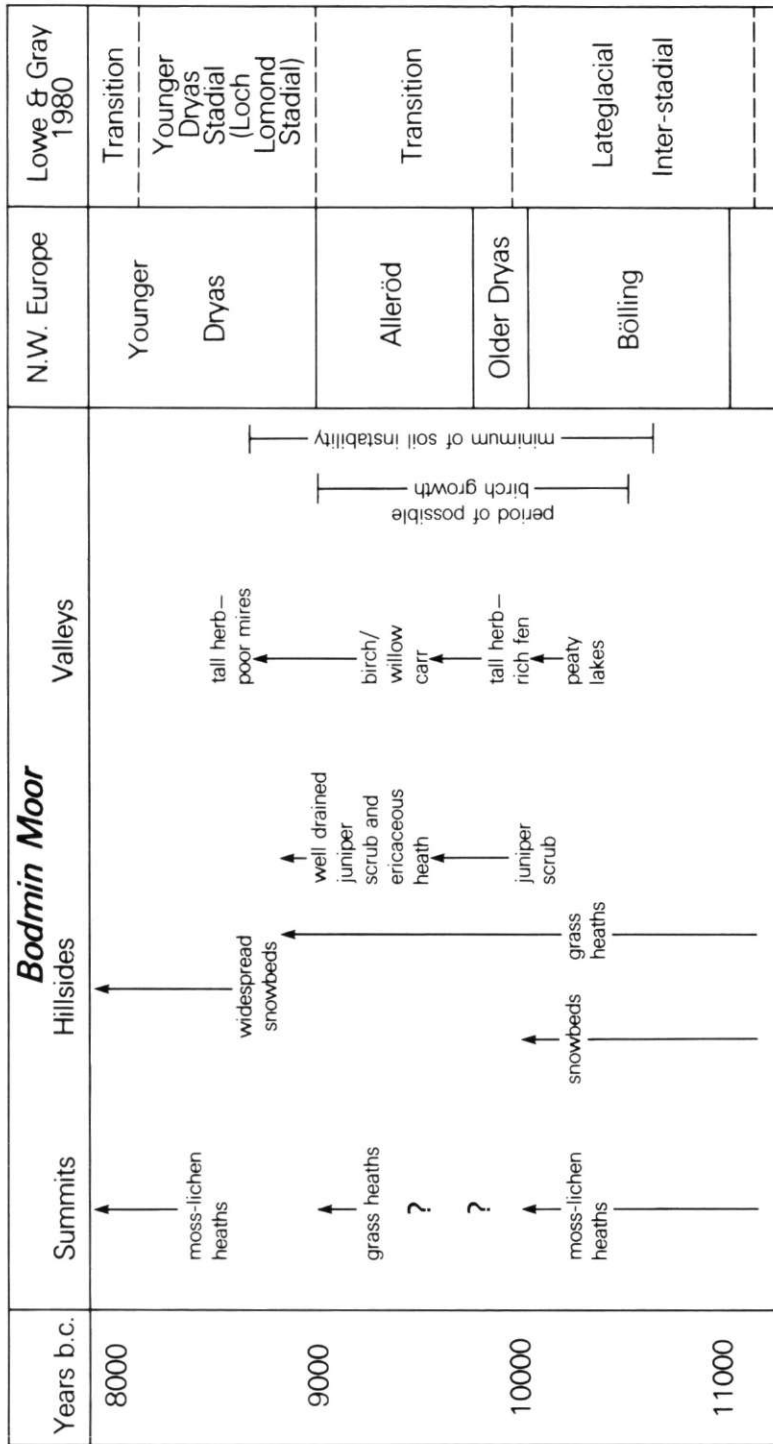 Years b.c.
Bodmin Moor
N.W. Europe
Lowe & Gray
1980
Summits
Hillsides
Valleys
8000
9000
10000
11000
moss-lichen
heaths
grass heaths
?
?
moss-lichen
heaths
widespread
snowbeds
snowbeds
grass
heaths
well drained
juniper
scrub and
ericaceous
heath
juniper
scrub
tall herb–
poor mires
birch/
willow
carr
tall herb–
rich fen
peaty
lakes
period of possible
birch growth
minimum of soil instability
Younger
Dryas
Alleröd
Older Dryas
Bölling
Transition
Younger
Dryas
Stadial
(Loch
Lomond
Stadial)
Transition
Lateglacial
Inter-stadial